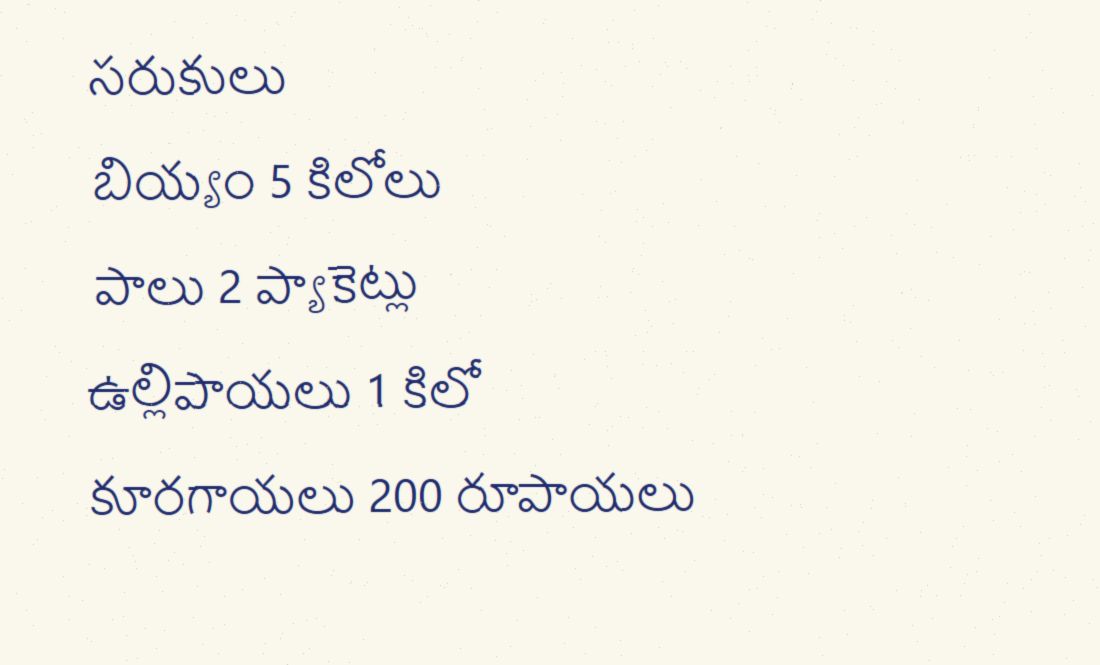 సరుకులు
బియ్యం 5 కిలోలు
పాలు 2 ప్యాకెట్లు
ఉల్లిపాయలు 1 కిలో
కూరగాయలు 200 రూపాయలు